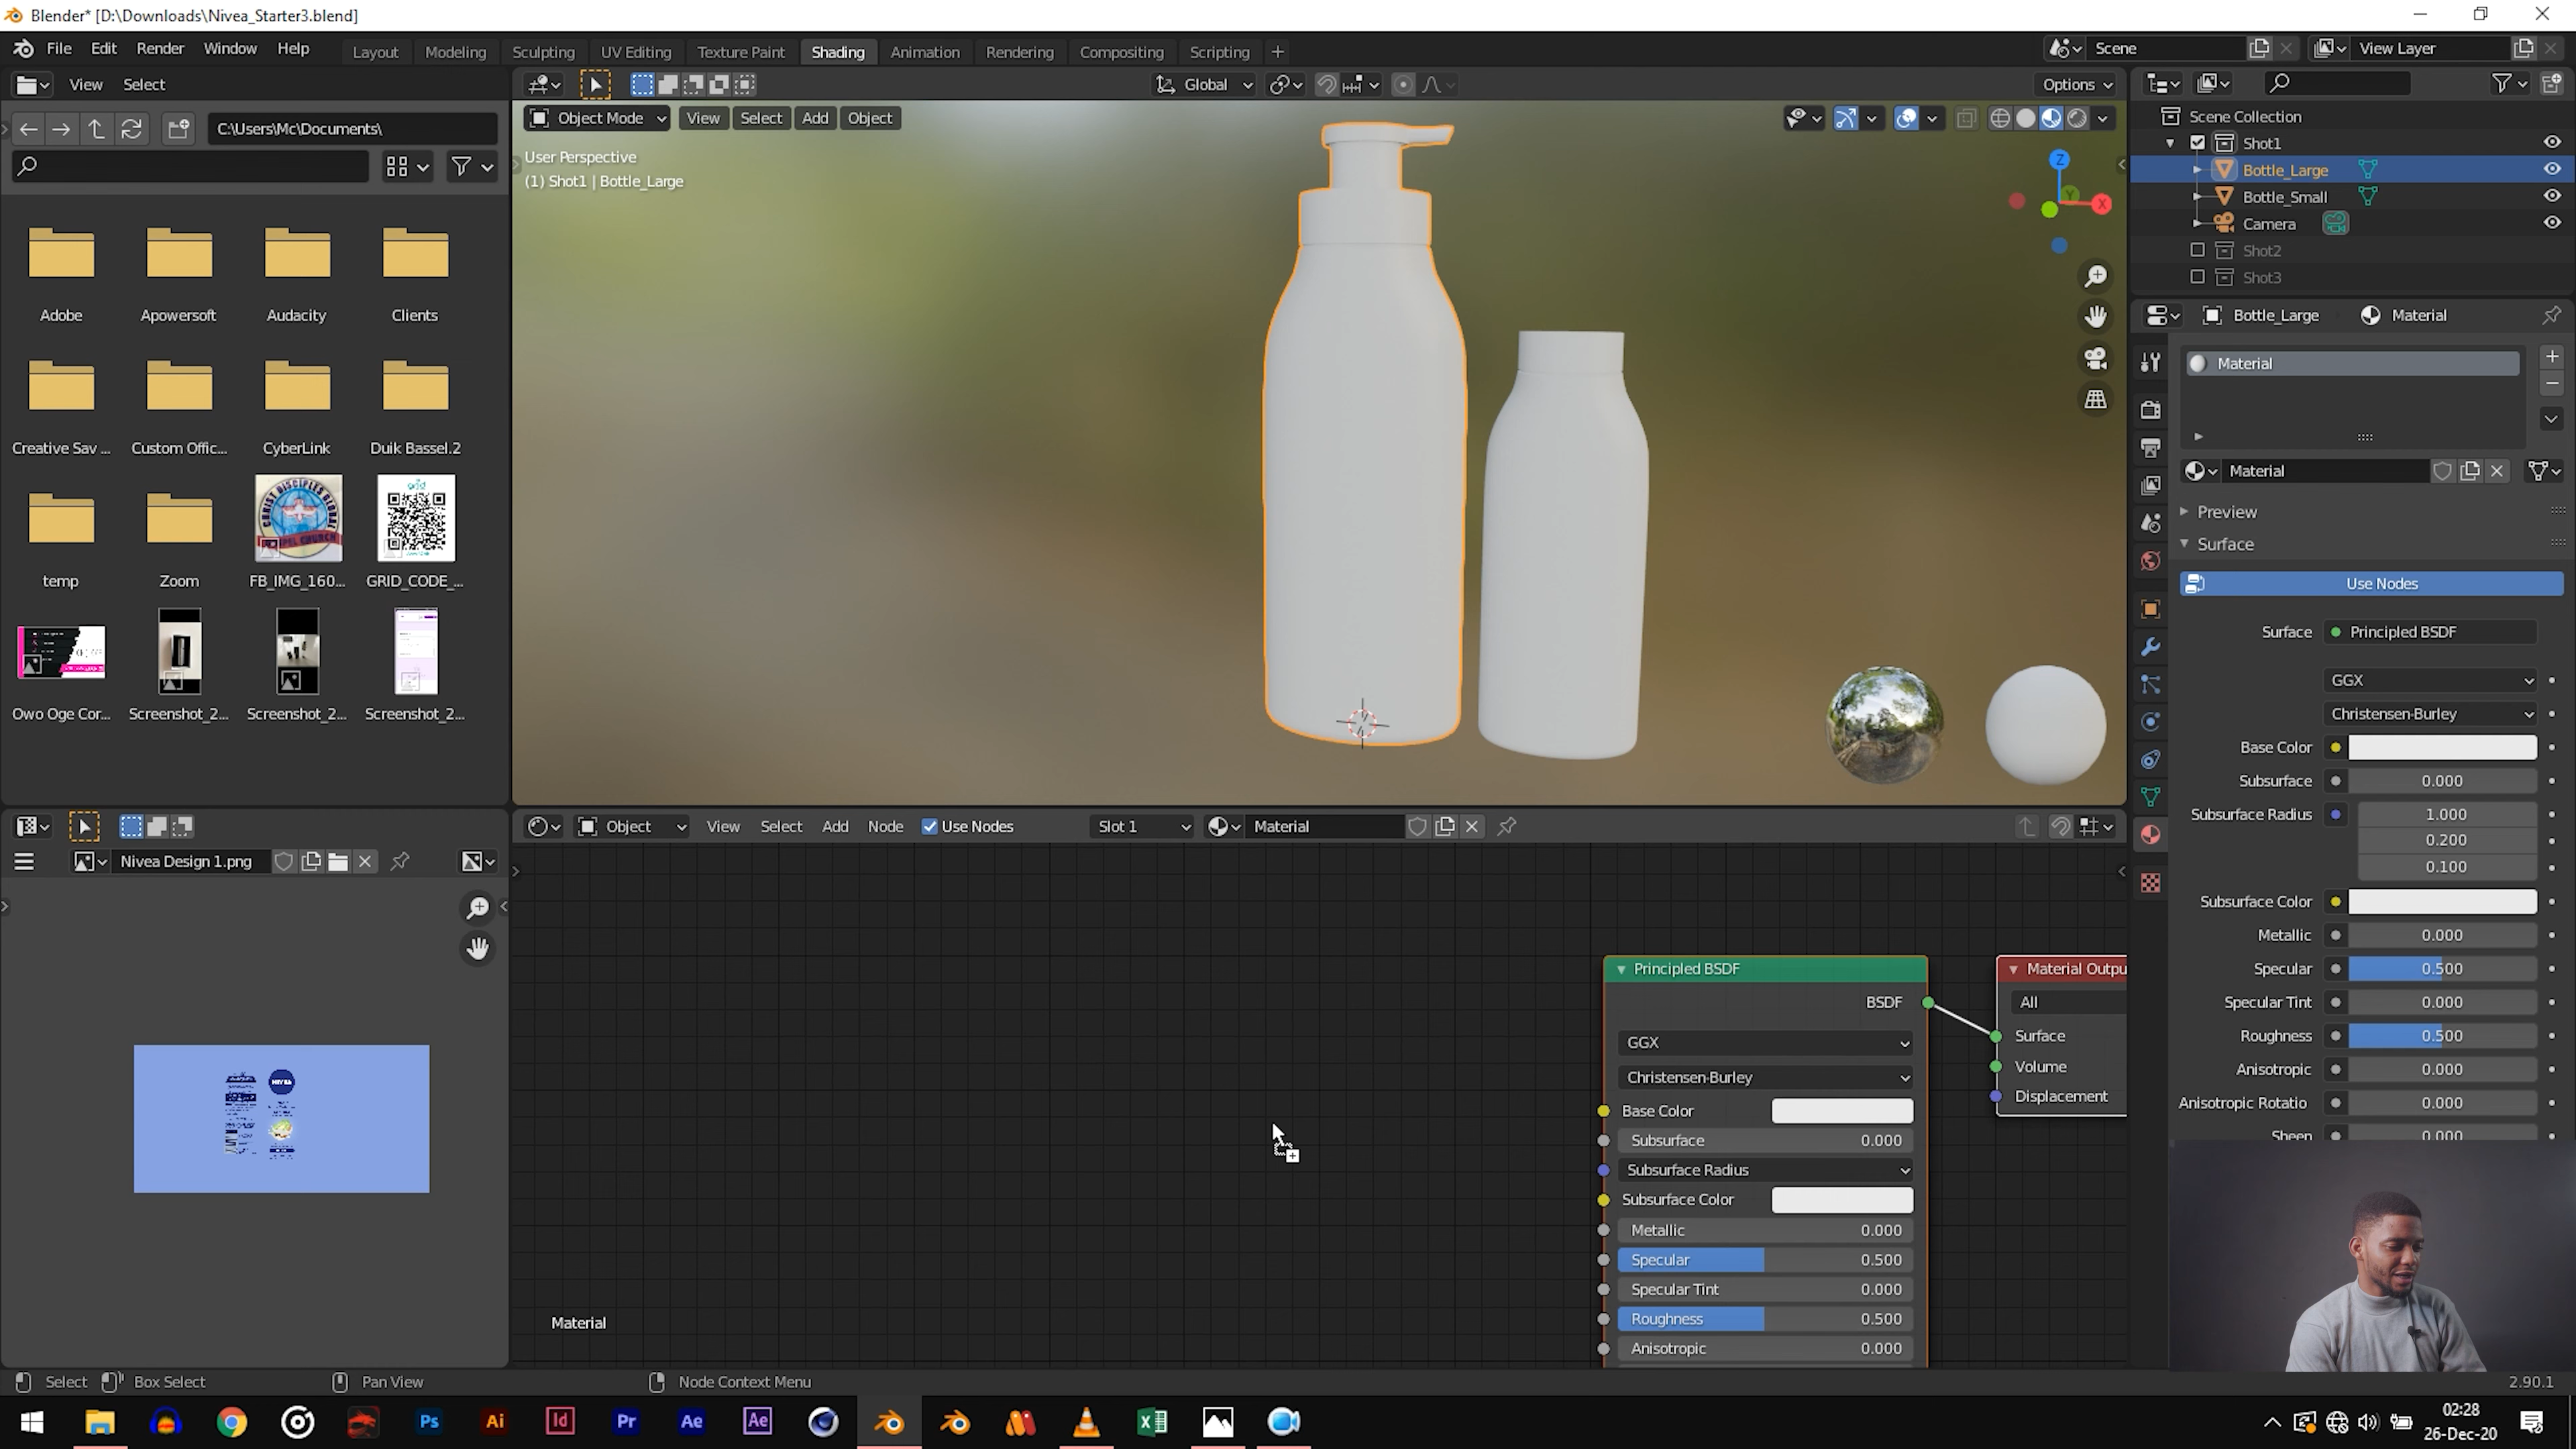 Blender* [D:\Downloads\Nivea_Starter3.blend]
File Edit Render Window Help
Layout Modeling Sculpting UV Editing Texture Paint Shading Animation Rendering Compositing Scripting +
Scene
View Layer
View Select
Global
Options
C:\Users\Mc\Documents\
Object Mode View Select Add Object
User Perspective
(1) Shot1 | Bottle_Large
Z
Y
X
Adobe Apowersoft Audacity Clients
Creative Sav ... Custom Offic... CyberLink Duik Bassel.2
temp Zoom FB_IMG_160... GRID_CODE_...
Owo Oge Cor... Screenshot_2... Screenshot_2... Screenshot_2...
Scene Collection
Shot1
Bottle_Large
Bottle_Small
Camera
Shot2
Shot3
Bottle_Large Material
Material
Material
Preview
Surface
Use Nodes
Surface Principled BSDF
GGX
Christensen-Burley
Base Color
Subsurface 0.000
Subsurface Radius 1.000
0.200
0.100
Subsurface Color
Metallic 0.000
Specular 0.500
Specular Tint 0.000
Roughness 0.500
Anisotropic 0.000
Anisotropic Rotatio 0.000
Sheen 0.000
Nivea Design 1.png
NIVEA
Object View Select Add Node Use Nodes Slot 1 Material
Principled BSDF
BSDF
GGX
Christensen-Burley
Base Color
Subsurface 0.000
Subsurface Radius
Subsurface Color
Metallic 0.000
Specular 0.500
Specular Tint 0.000
Roughness 0.500
Anisotropic 0.000
Material Outpu
All
Surface
Volume
Displacement
Material
Select Box Select Pan View Node Context Menu
2.90.1
Ps Ai Id Pr Ae Ae
02:28
26-Dec-20